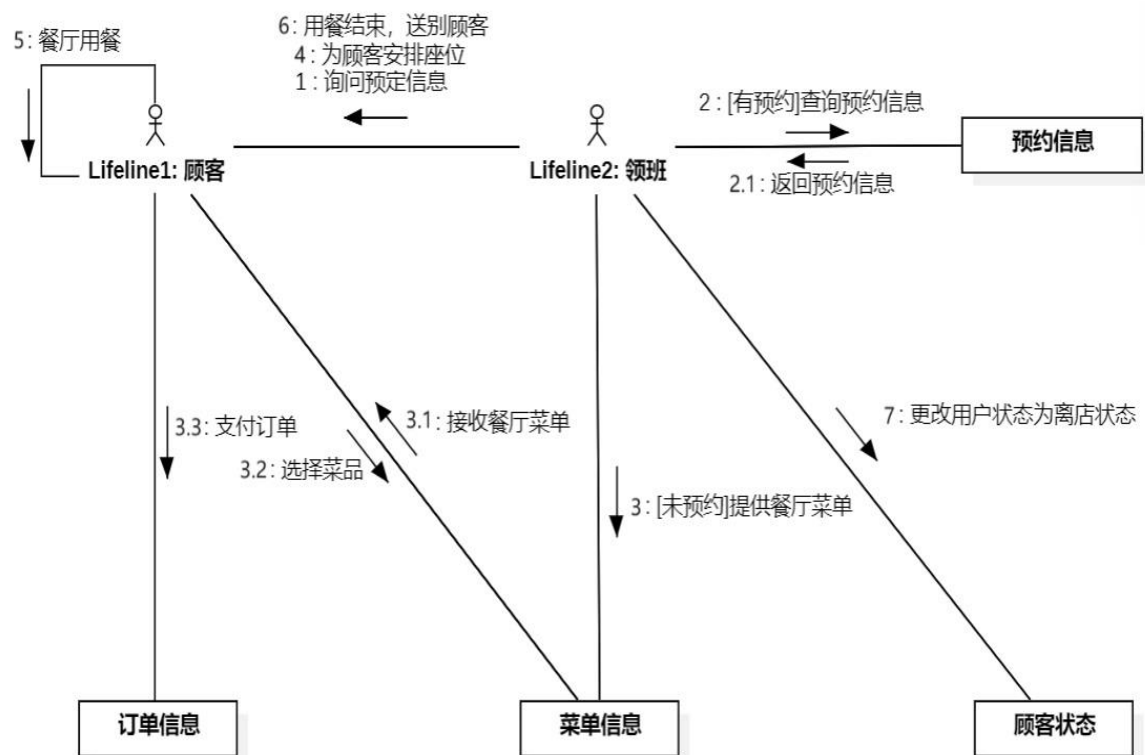 6: 用餐结束，送别顾客
5: 餐厅用餐
4: 为顾客安排座位
1: 询问预定信息
2: [有预约]查询预约信息
预约信息
Lifeline1: 顾客
Lifeline2: 领班
2.1: 返回预约信息
3.3: 支付订单
3.1: 接收餐厅菜单
7: 更改用户状态为离店状态
3.2: 选择菜品
3: [未预约]提供餐厅菜单
订单信息
菜单信息
顾客状态